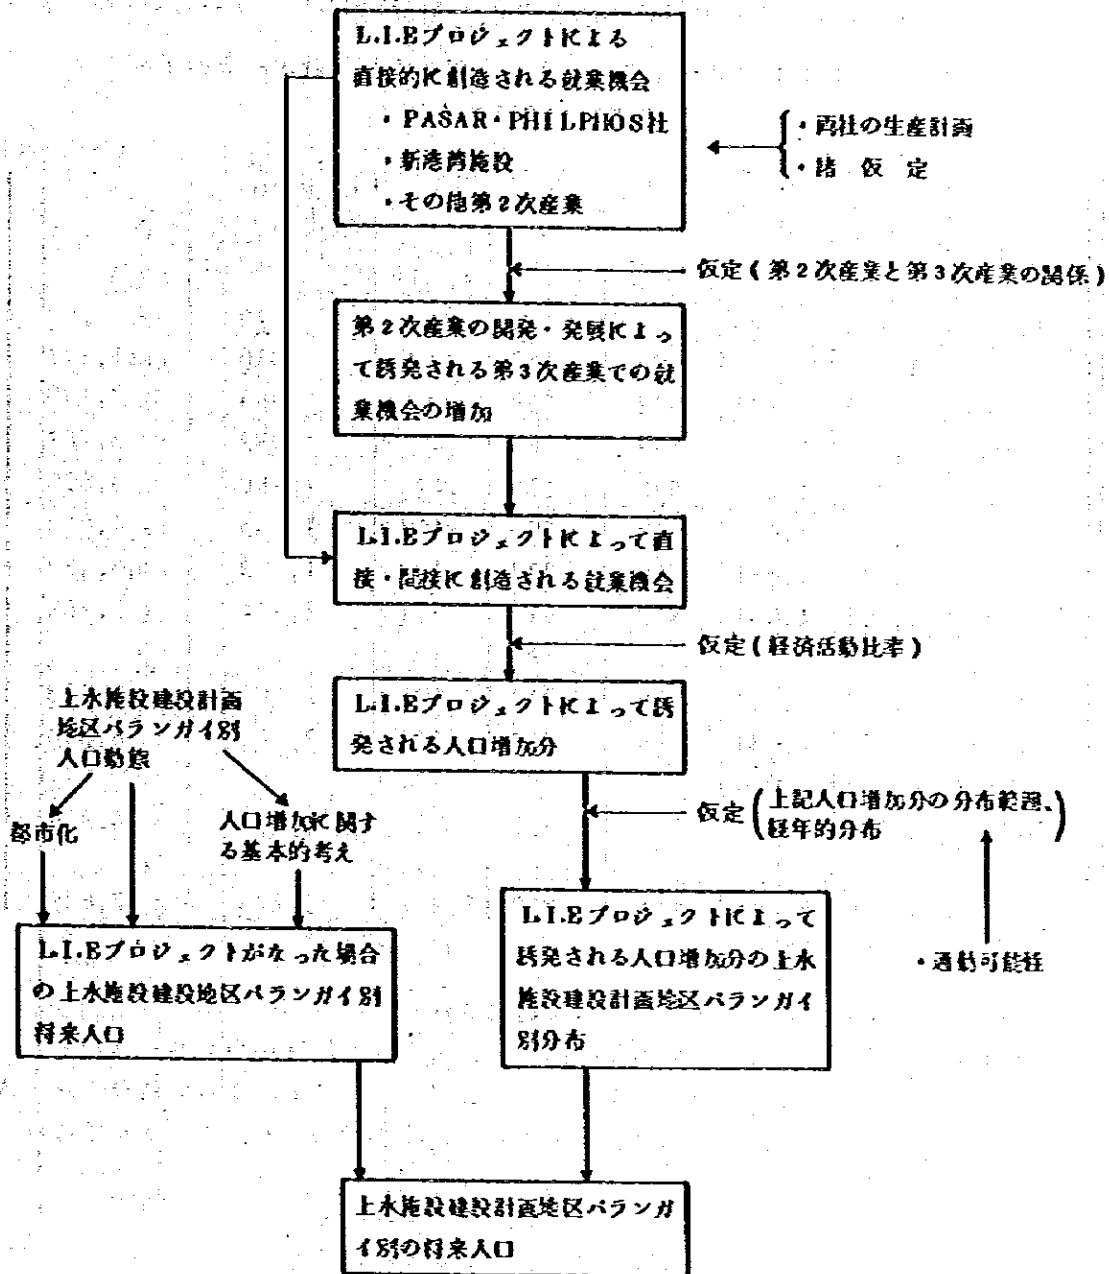 L.I.Eプロジェクトによる
直接的に創造される就業機会
・PASAR・PHILPHOS社
・新港湾施設
・その他第2次産業
・両社の生産計画
・諸仮定
仮定(第2次産業と第3次産業の関係)
第2次産業の開発・発展によっ
て誘発される第3次産業での就
業機会の増加
L.I.Eプロジェクトによって直
接・間接に創造される就業機会
仮定(経済活動比率)
L.I.Eプロジェクトによって誘
発される人口増加分
上水施設建設計画
地区バランガイ別
人口動態
都市化
人口増加に関す
る基本的考え
仮定(上記人口増加分の分布範囲、
経年的分布)
・通勤可能性
L.I.Eプロジェクトがなった場合
の上水施設建設地区バランガイ別
将来人口
L.I.Eプロジェクトによって
誘発される人口増加分の上水
施設建設計画地区バランガイ
別分布
上水施設建設計画地区バランガ
イ別の将来人口